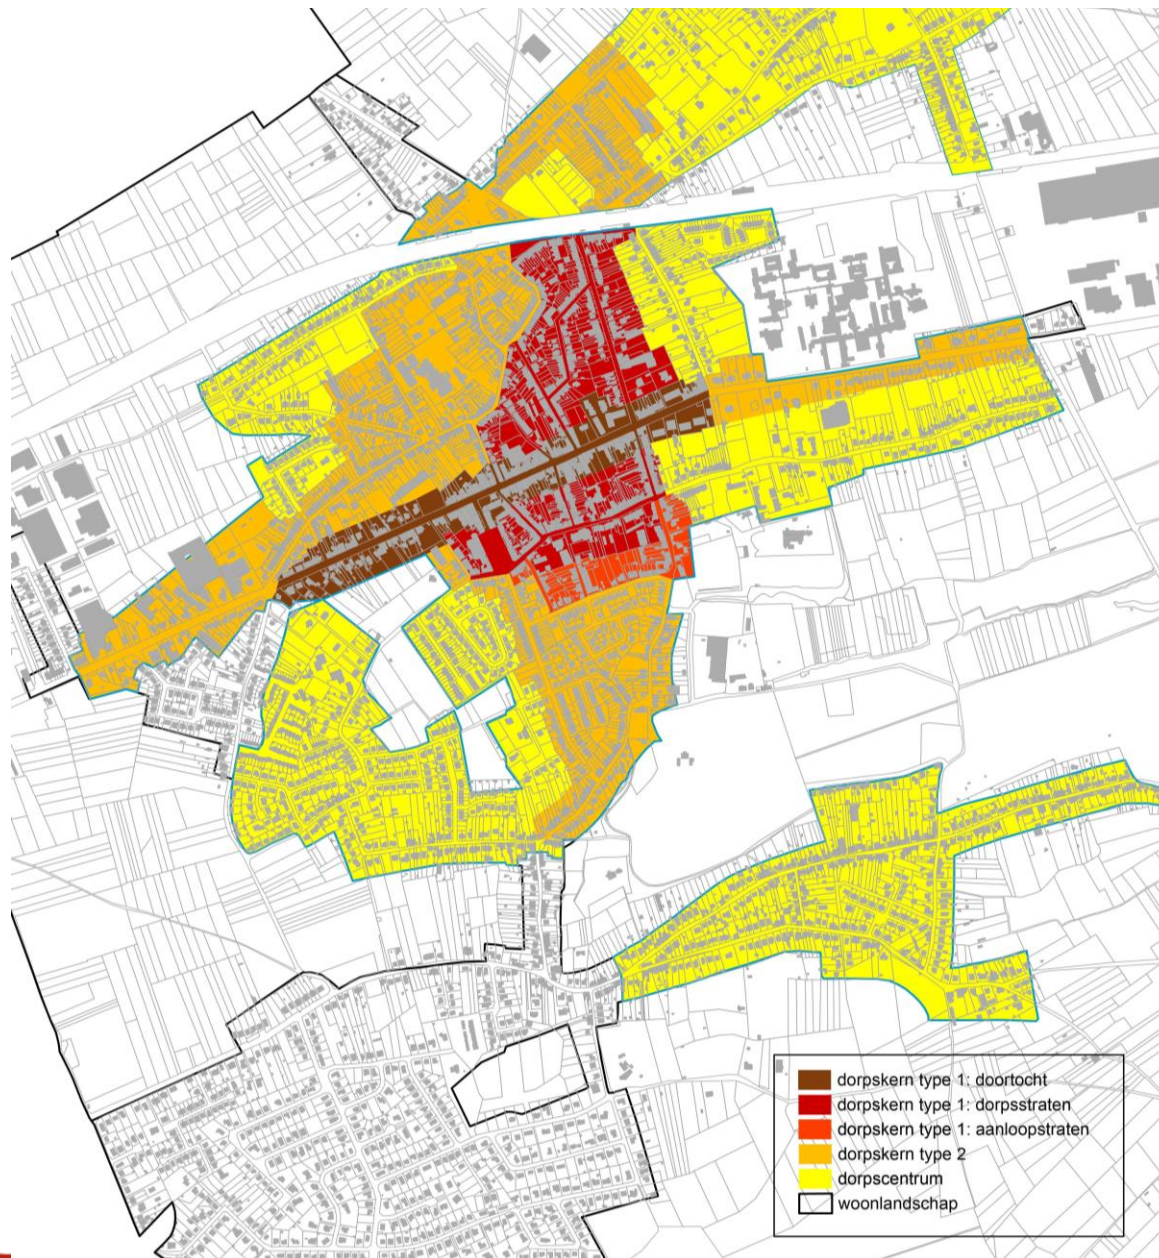 dorpskern type 1: doortocht
dorpskern type 1: dorpsstraten
dorpskern type 1: aanloopstraten
dorpskern type 2
dorpscentrum
woonlandschap